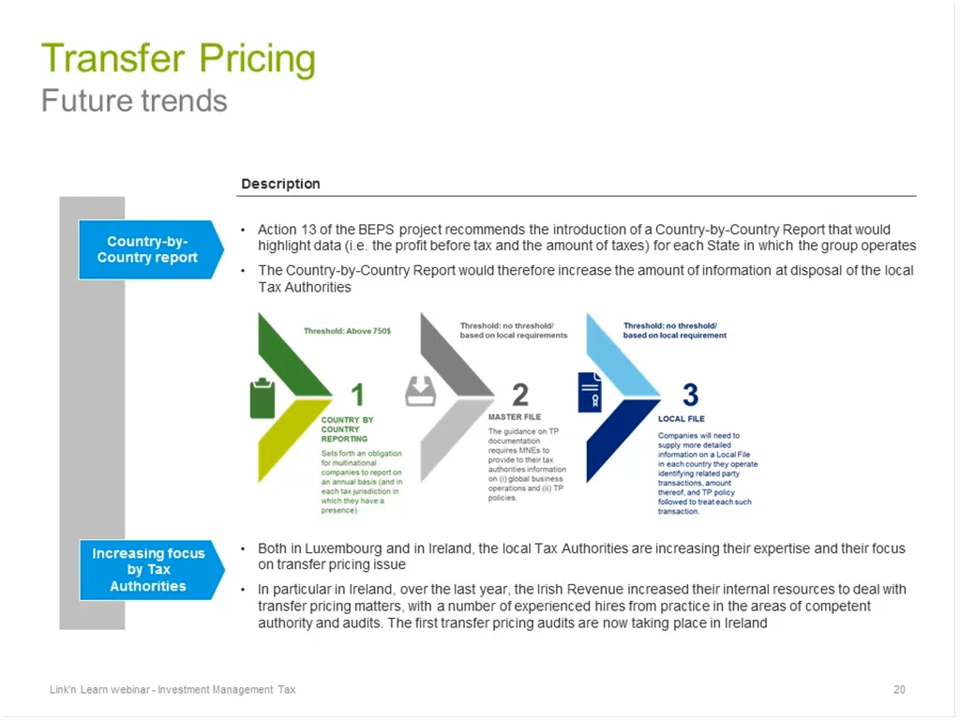 Transfer Pricing
Future trends
Description
Country-by-
Country report
• Action 13 of the BEPS project recommends the introduction of a Country-by-Country Report that would
highlight data (i.e. the profit before tax and the amount of taxes) for each State in which the group operates
• The Country-by-Country Report would therefore increase the amount of information at disposal of the local
Tax Authorities
Threshold: Above 750$
1
COUNTRY BY
COUNTRY
REPORTING
Sets forth an obligation
for multinational
companies to report on
an annual basis (and in
each tax jurisdiction in
which they have a
presence)
Threshold: no threshold/
based on local requirements
2
MASTER FILE
The guidance on TP
documentation
requires MNEs to
provide to their tax
authorities information
on (i) global business
operations and (ii) TP
policies.
Threshold: no threshold/
based on local requirement
3
LOCAL FILE
Companies will need to
supply more detailed
information on a Local File
in each country they operate
identifying related party
transactions, amount
thereof, and TP policy
followed to treat each such
transaction.
Increasing focus
by Tax
Authorities
• Both in Luxembourg and in Ireland, the local Tax Authorities are increasing their expertise and their focus
on transfer pricing issue
• In particular in Ireland, over the last year, the Irish Revenue increased their internal resources to deal with
transfer pricing matters, with a number of experienced hires from practice in the areas of competent
authority and audits. The first transfer pricing audits are now taking place in Ireland
Link'n Learn webinar - Investment Management Tax
20